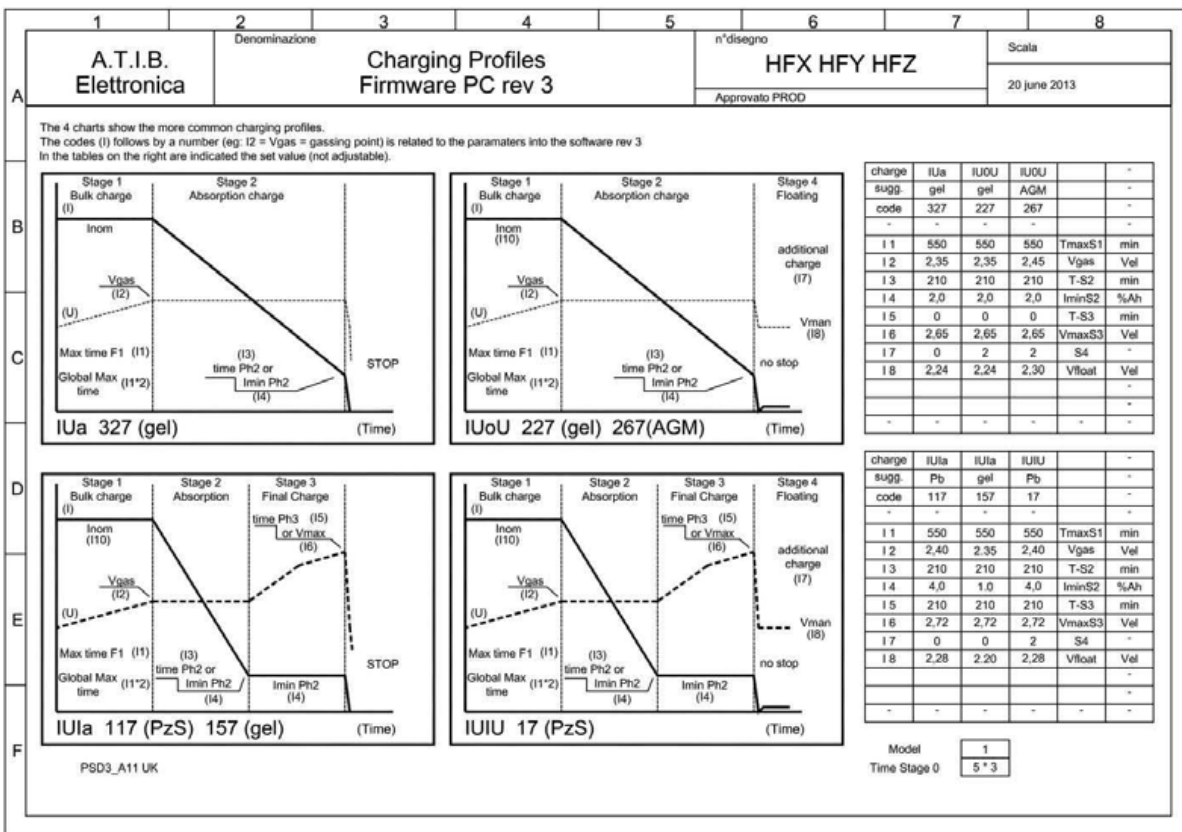 1 2 3 4 5 6 7 8
A.T.I.B.
Elettronica
Denominazione
Charging Profiles
Firmware PC rev 3
n°disegno
HFX HFY HFZ
Approvato PROD
Scala
20 june 2013
A
B
C
D
E
F
The 4 charts show the more common charging profiles.
The codes (I) follows by a number (eg: I2 = Vgas = gassing point) is related to the paramaters into the software rev 3
In the tables on the right are indicated the set value (not adjustable).
Stage 1 Stage 2
Bulk charge Absorption charge
(I)
Inom
Vgas
(I2)
(U)
Max time F1 (I1)
Global Max time (I1*2)
(I3)
time Ph2 or
Imin Ph2
(I4)
STOP
IUa 327 (gel) (Time)
Stage 1 Stage 2 Stage 4
Bulk charge Absorption charge Floating
(I)
Inom
(I10)
additional
charge
(I7)
Vgas
(I2)
(U)
Vman
(I8)
Max time F1 (I1)
Global Max time (I1*2)
(I3)
time Ph2 or
Imin Ph2
(I4)
no stop
IUoU 227 (gel) 267(AGM) (Time)
charge IUa IU0U IU0U -
sugg. gel gel AGM -
code 327 227 267 -
- - - - - -
I 1 550 550 550 TmaxS1 min
I 2 2,35 2,35 2,45 Vgas Vel
I 3 210 210 210 T-S2 min
I 4 2,0 2,0 2,0 IminS2 %Ah
I 5 0 0 0 T-S3 min
I 6 2,65 2,65 2,65 VmaxS3 Vel
I 7 0 2 2 S4 -
I 8 2,24 2,24 2,30 Vfloat Vel
-
-
- - - - - -
Stage 1 Stage 2 Stage 3
Bulk charge Absorption Final Charge
(I)
Inom
(I10)
time Ph3 (I5)
or Vmax
(I6)
Vgas
(I2)
(U)
Max time F1 (I1)
Global Max time (I1*2)
(I3)
time Ph2 or
Imin Ph2
(I4)
Imin Ph2
(I4)
STOP
IUIa 117 (PzS) 157 (gel) (Time)
Stage 1 Stage 2 Stage 3 Stage 4
Bulk charge Absorption Final Charge Floating
(I)
Inom
(I10)
time Ph3 (I5)
or Vmax
(I6)
additional
charge
(I7)
Vgas
(I2)
(U)
Vman
(I8)
Max time F1 (I1)
Global Max time (I1*2)
(I3)
time Ph2 or
Imin Ph2
(I4)
Imin Ph2
(I4)
no stop
IUIU 17 (PzS) (Time)
charge IUIa IUIa IUIU -
sugg. Pb gel Pb -
code 117 157 17 -
- - - - - -
I 1 550 550 550 TmaxS1 min
I 2 2,40 2.35 2,40 Vgas Vel
I 3 210 210 210 T-S2 min
I 4 4,0 1.0 4,0 IminS2 %Ah
I 5 210 210 210 T-S3 min
I 6 2,72 2,72 2,72 VmaxS3 Vel
I 7 0 0 2 S4 -
I 8 2,28 2.20 2,28 Vfloat Vel
-
-
- - - - - -
Model 1
Time Stage 0 5 * 3
PSD3_A11 UK